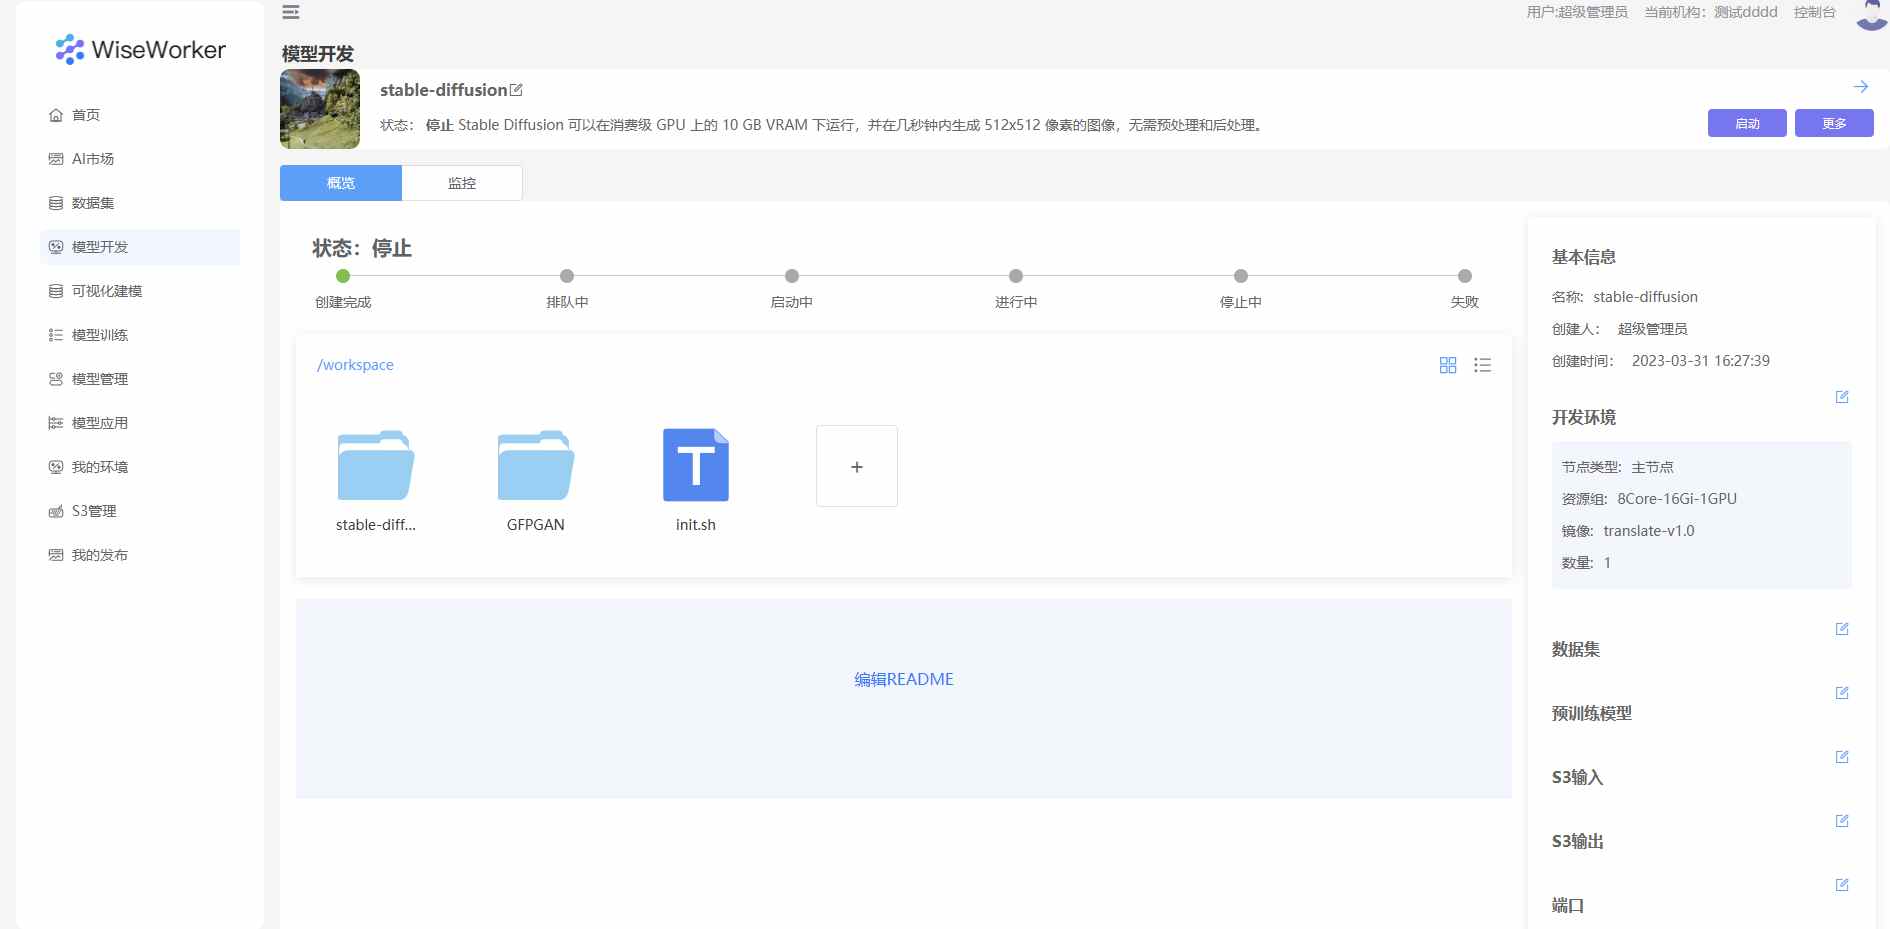 WiseWorker
首页
AI市场
数据集
模型开发
可视化建模
模型训练
模型管理
模型应用
我的环境
S3管理
我的发布
用户:超级管理员 当前机构：测试dddd 控制台
模型开发
stable-diffusion
状态： 停止 Stable Diffusion 可以在消费级 GPU 上的 10 GB VRAM 下运行，并在几秒钟内生成 512x512 像素的图像，无需预处理和后处理。
启动 更多
概览 监控
状态：停止
创建完成 排队中 启动中 进行中 停止中 失败
/workspace
stable-diff... GFPGAN init.sh
+
编辑README
基本信息
名称: stable-diffusion
创建人： 超级管理员
创建时间： 2023-03-31 16:27:39
开发环境
节点类型: 主节点
资源组: 8Core-16Gi-1GPU
镜像: translate-v1.0
数量: 1
数据集
预训练模型
S3输入
S3输出
端口